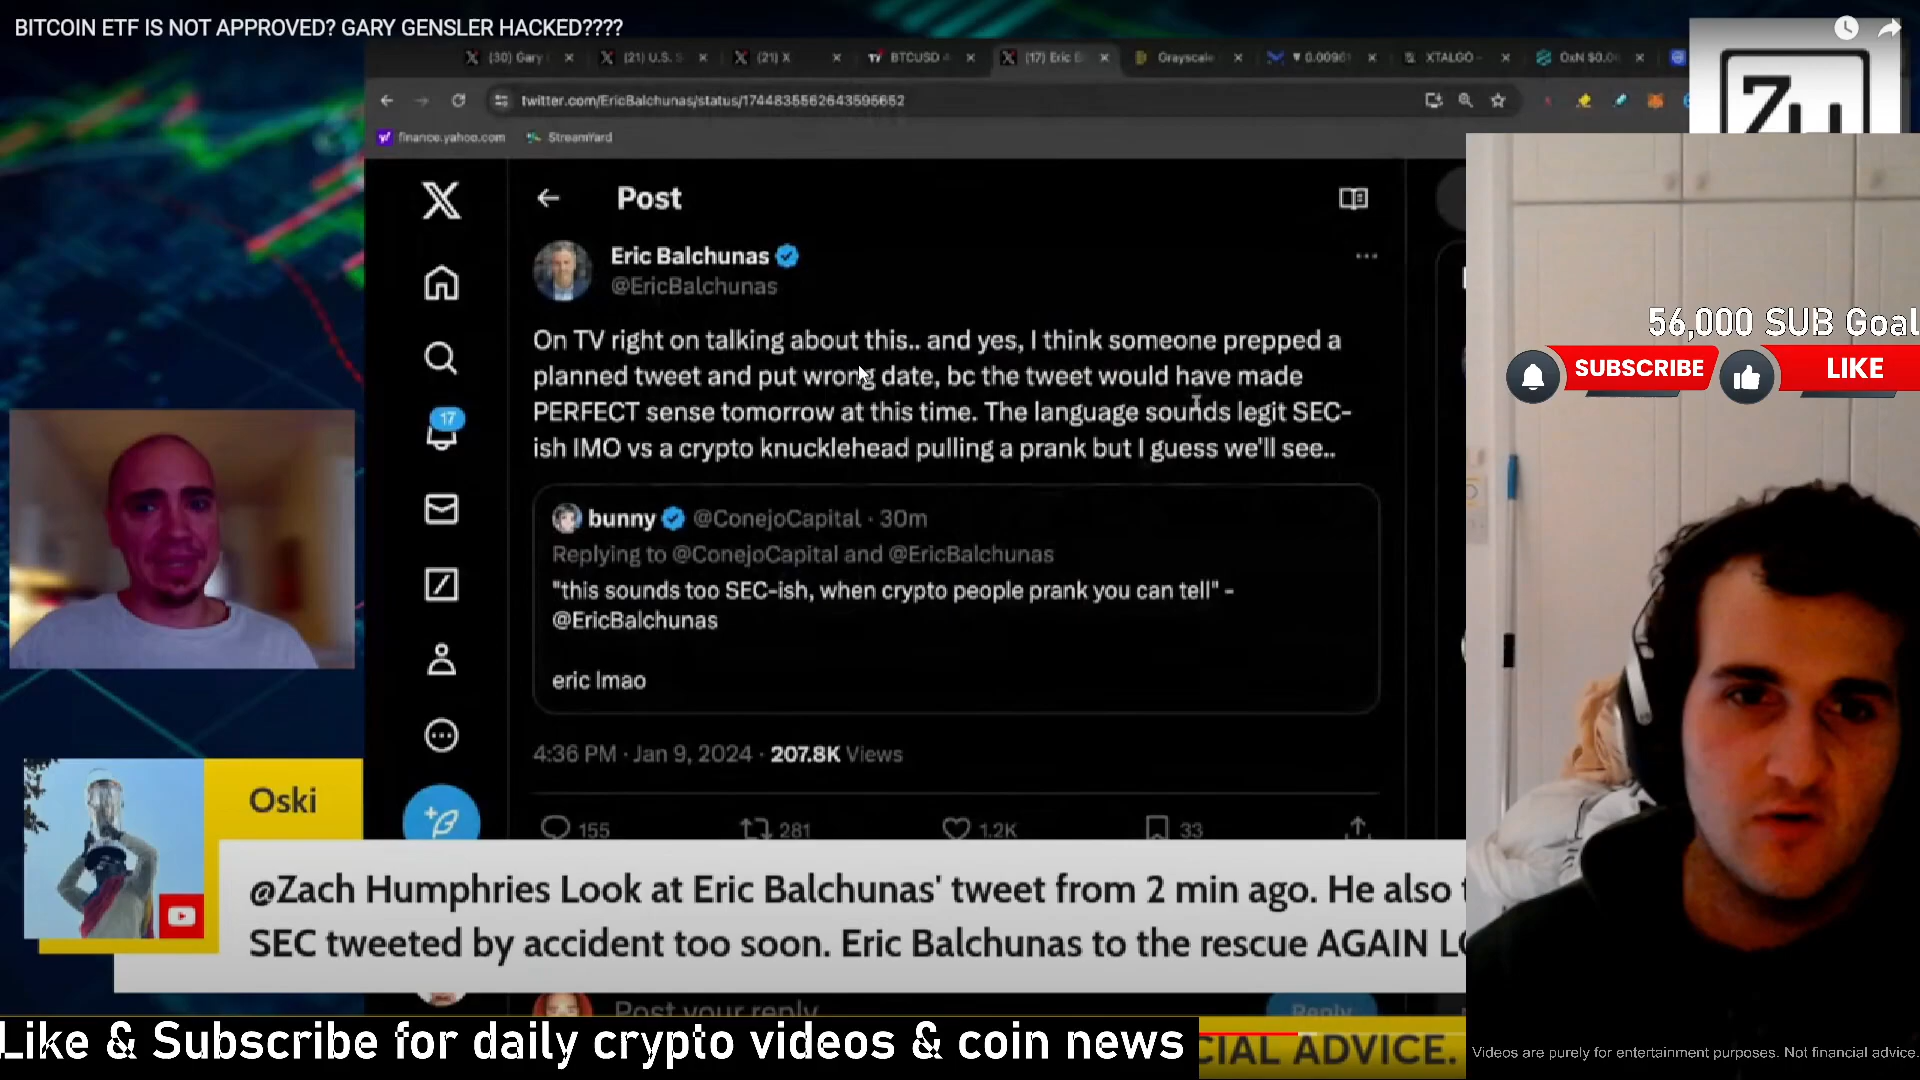 BITCOIN ETF IS NOT APPROVED? GARY GENSLER HACKED????
(30) Gary
(21) U.S. S
(21) X
BTCUSD
(17) Eric B
Grayscale
0.00961
XTALGO -
OxN $0.0
twitter.com/EricBalchunas/status/1744835562643595652
finance.yahoo.com
StreamYard
Zu
Post
Eric Balchunas
@EricBalchunas
On TV right on talking about this.. and yes, I think someone prepped a
planned tweet and put wrong date, bc the tweet would have made
PERFECT sense tomorrow at this time. The language sounds legit SEC-
ish IMO vs a crypto knucklehead pulling a prank but I guess we'll see..
17
bunny @ConejoCapital · 30m
Replying to @ConejoCapital and @EricBalchunas
"this sounds too SEC-ish, when crypto people prank you can tell" -
@EricBalchunas
eric lmao
4:36 PM · Jan 9, 2024 · 207.8K Views
155
281
1.2K
33
56,000 SUB Goal
SUBSCRIBE
LIKE
Oski
@Zach Humphries Look at Eric Balchunas' tweet from 2 min ago. He also
SEC tweeted by accident too soon. Eric Balchunas to the rescue AGAIN
Post your reply
Reply
Like & Subscribe for daily crypto videos & coin news
CIAL ADVICE.
Videos are purely for entertainment purposes. Not financial advice.